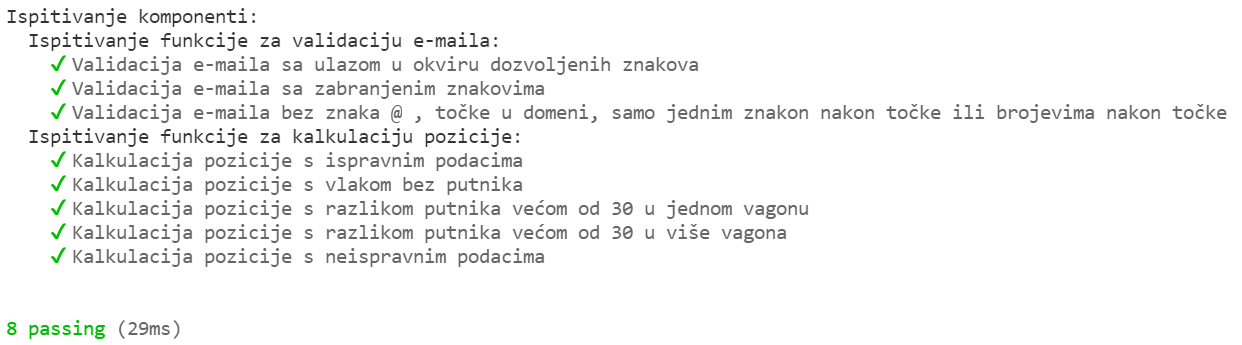 Ispitivanje komponenti:
Ispitivanje funkcije za validaciju e-maila:
✓ Validacija e-maila sa ulazom u okviru dozvoljenih znakova
✓ Validacija e-maila sa zabranjenim znakovima
✓ Validacija e-maila bez znaka @ , točke u domeni, samo jednim znakon nakon točke ili brojevima nakon točke
Ispitivanje funkcije za kalkulaciju pozicije:
✓ Kalkulacija pozicije s ispravnim podacima
✓ Kalkulacija pozicije s vlakom bez putnika
✓ Kalkulacija pozicije s razlikom putnika većom od 30 u jednom vagonu
✓ Kalkulacija pozicije s razlikom putnika većom od 30 u više vagona
✓ Kalkulacija pozicije s neispravnim podacima
8 passing (29ms)